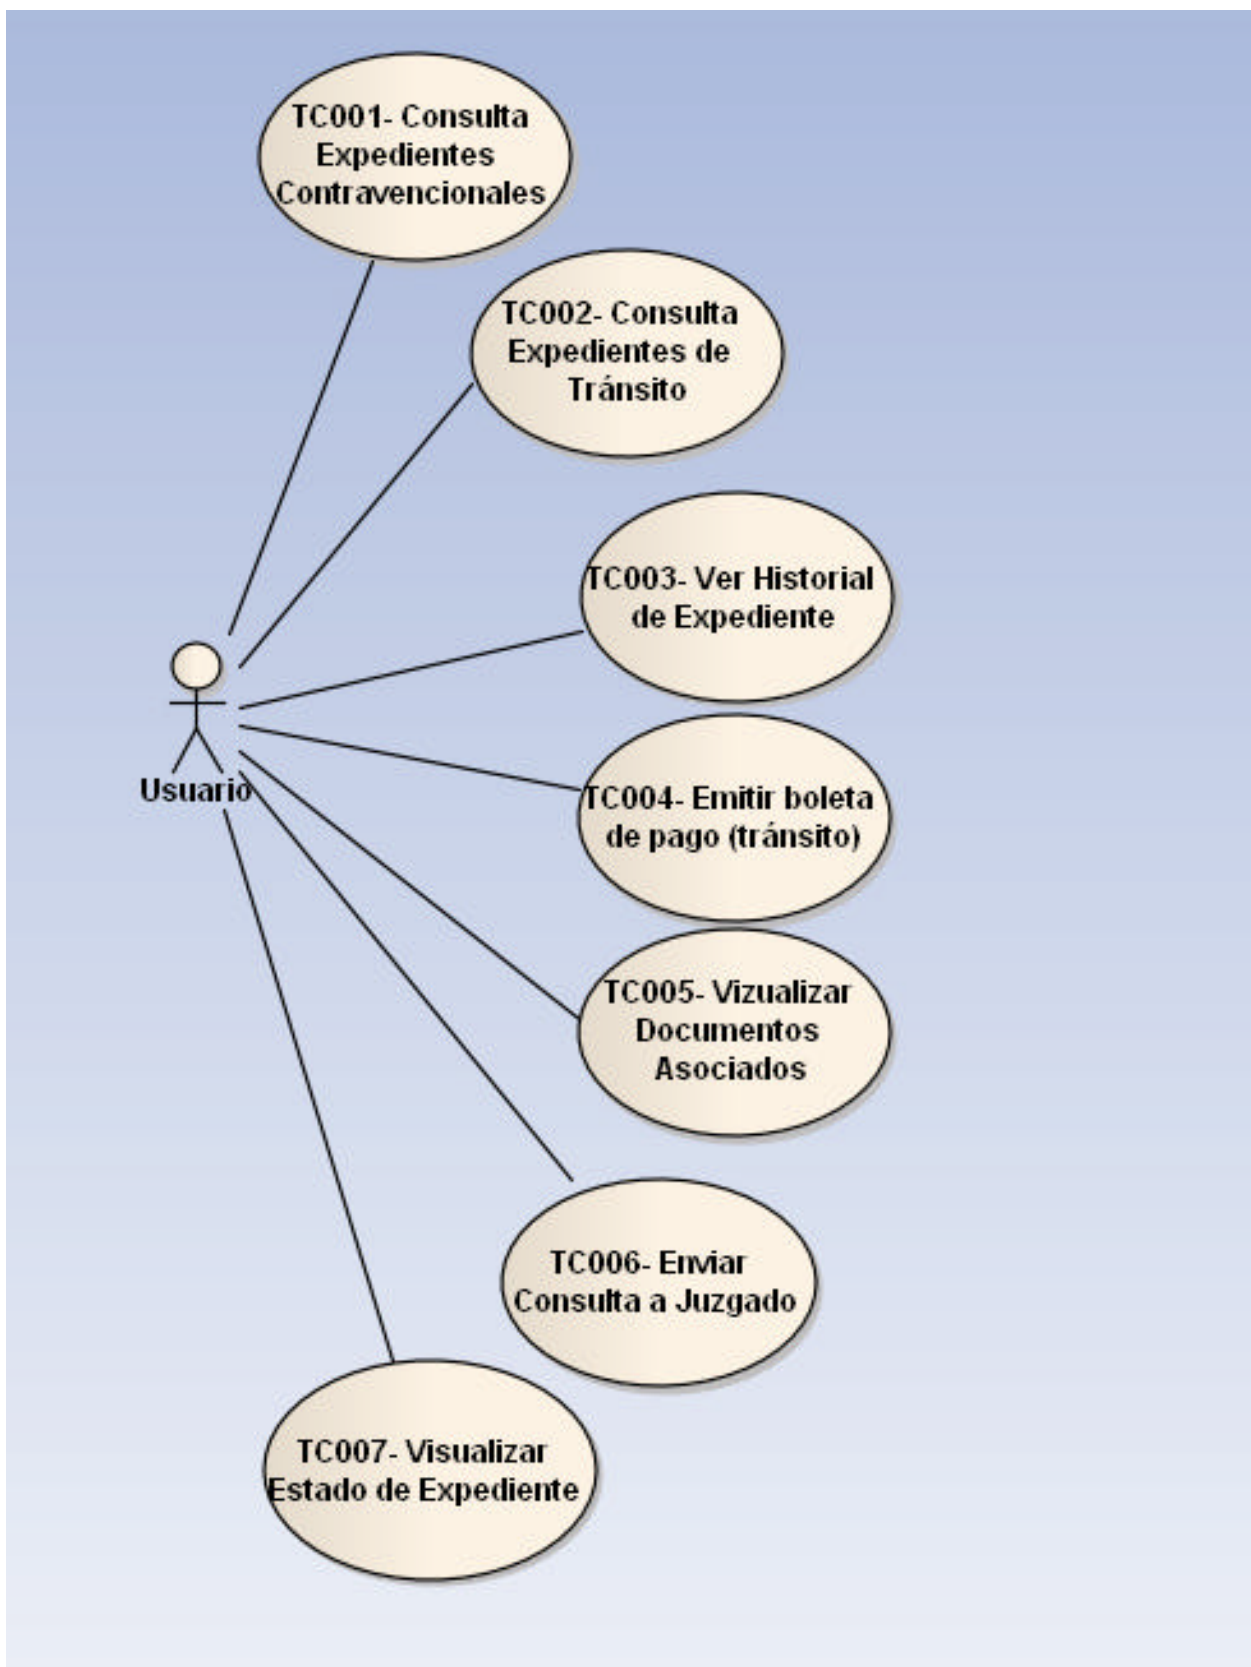 TC001- Consulta
Expedientes
Contravencionales
TC002- Consulta
Expedientes de
Tránsito
TC003- Ver Historial
de Expediente
Usuario
TC004- Emitir boleta
de pago (tránsito)
TC005- Vizualizar
Documentos
Asociados
TC006- Enviar
Consulta a Juzgado
TC007- Visualizar
Estado de Expediente